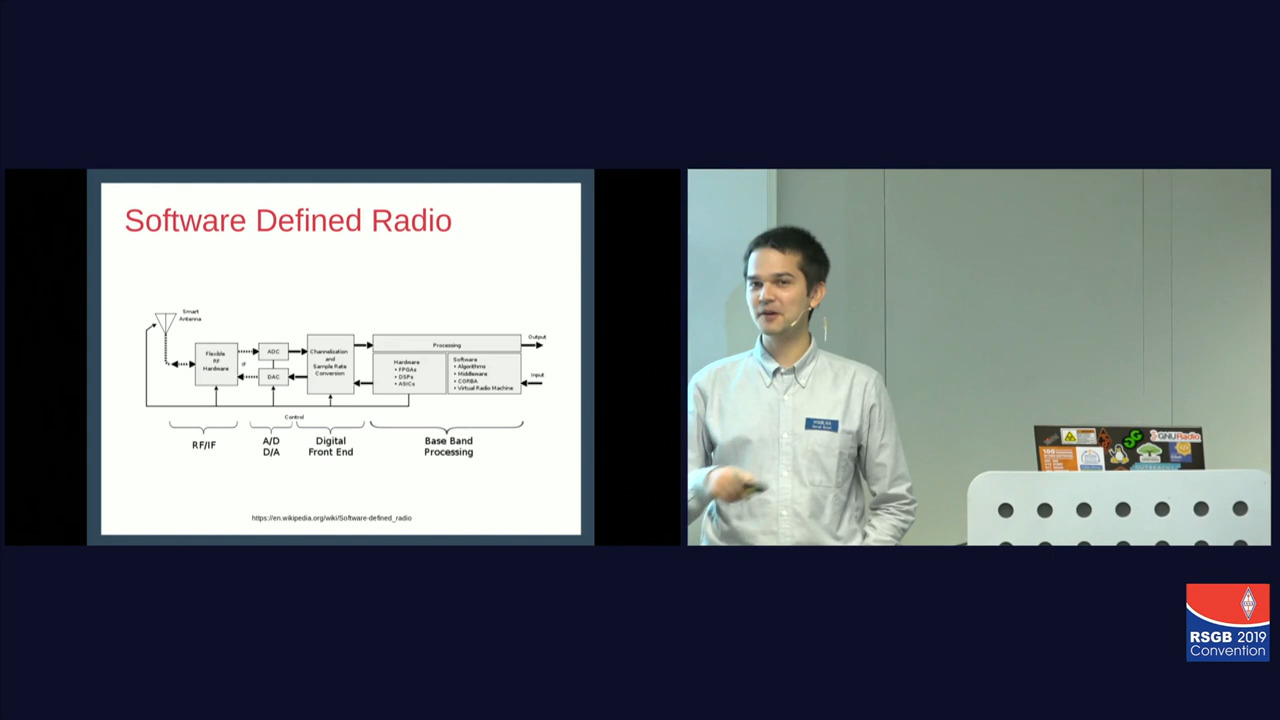 Software Defined Radio
Smart
Antenna
Flexible
RF
Hardware
IF
ADC
DAC
Channelization
and
Sample Rate
Conversion
Processing
Hardware
• FPGAs
• DSPs
• ASICs
Software
• Algorithms
• Middleware
• CORBA
• Virtual Radio Machine
Output
Input
Control
RF/IF
A/D
D/A
Digital
Front End
Base Band
Processing
https://en.wikipedia.org/wiki/Software-defined_radio
GNURadio
OUTREACHY
RSGB 2019
Convention